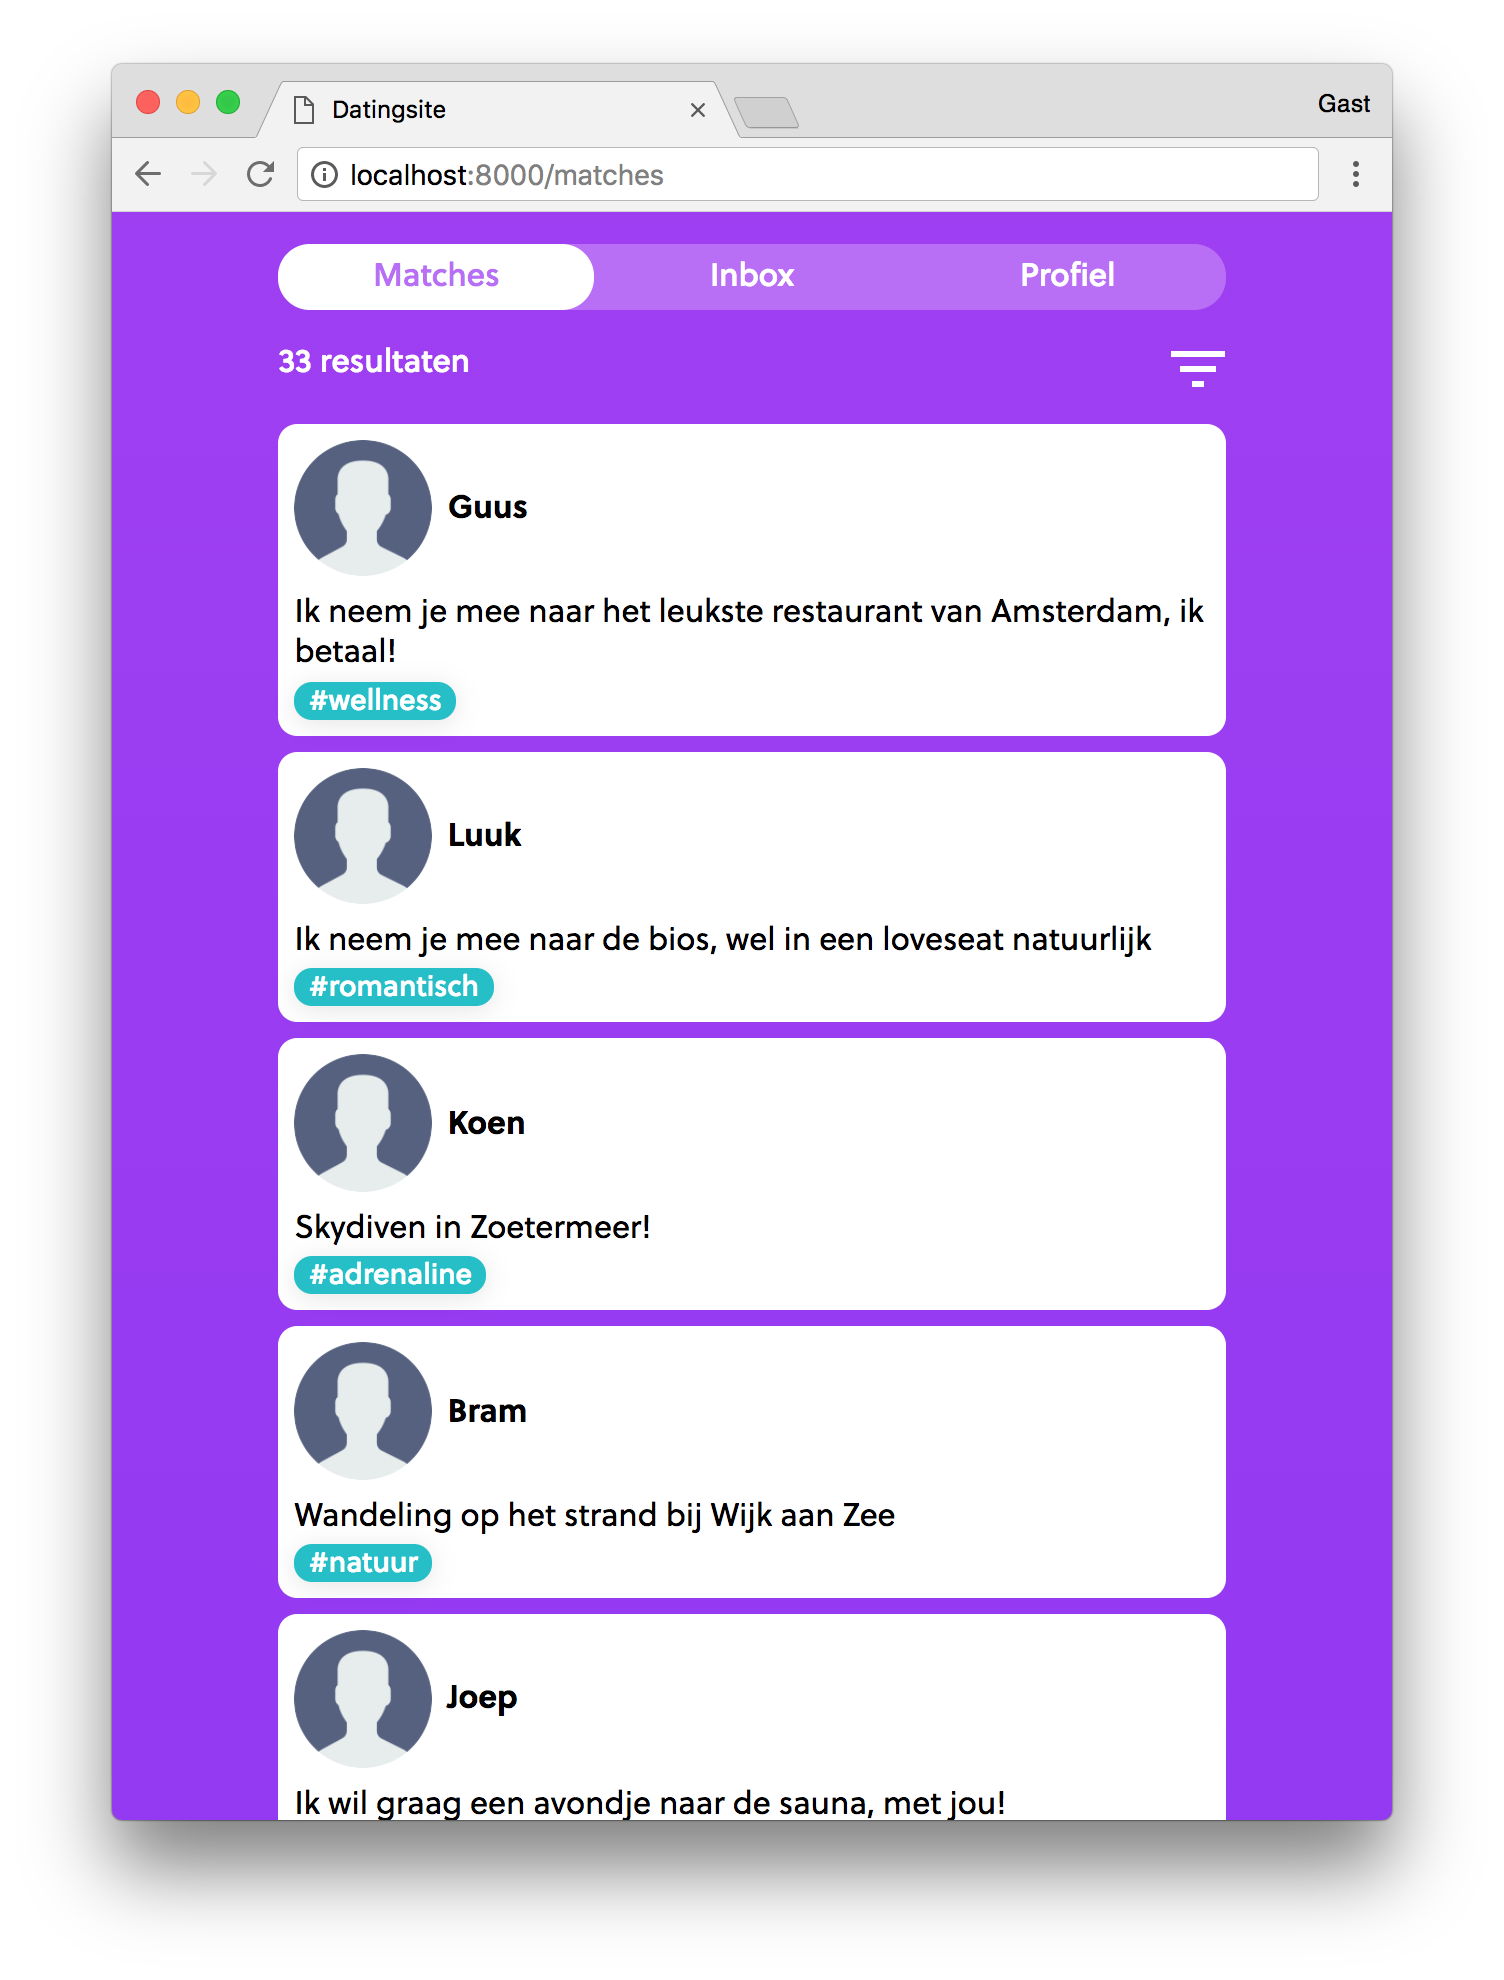 Datingsite
Gast
localhost:8000/matches
Matches Inbox Profiel
33 resultaten
Guus
Ik neem je mee naar het leukste restaurant van Amsterdam, ik
betaal!
#wellness
Luuk
Ik neem je mee naar de bios, wel in een loveseat natuurlijk
#romantisch
Koen
Skydiven in Zoetermeer!
#adrenaline
Bram
Wandeling op het strand bij Wijk aan Zee
#natuur
Joep
Ik wil graag een avondje naar de sauna, met jou!